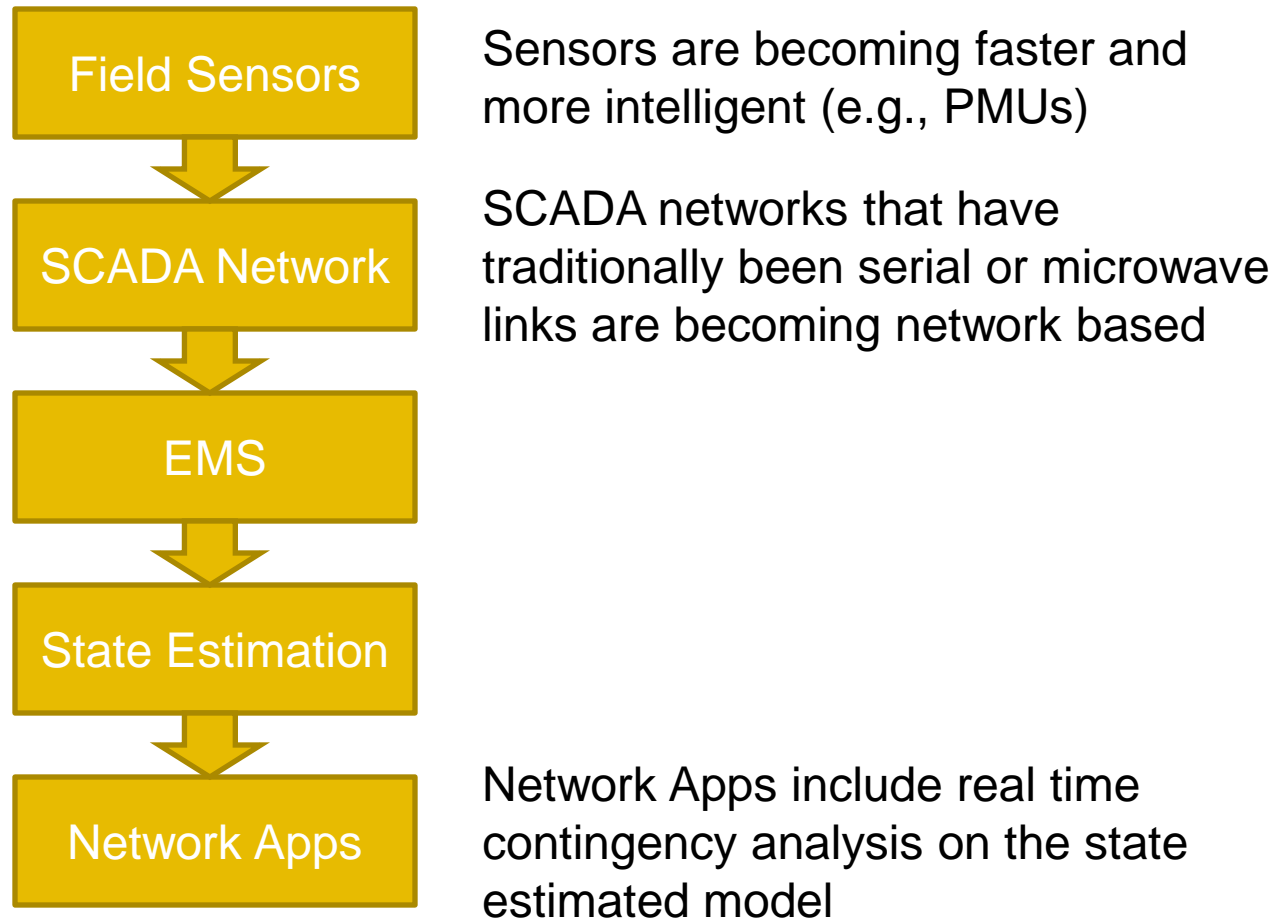 Field Sensors
Sensors are becoming faster and
more intelligent (e.g., PMUs)
SCADA Network
SCADA networks that have
traditionally been serial or microwave
links are becoming network based
EMS
State Estimation
Network Apps
Network Apps include real time
contingency analysis on the state
estimated model